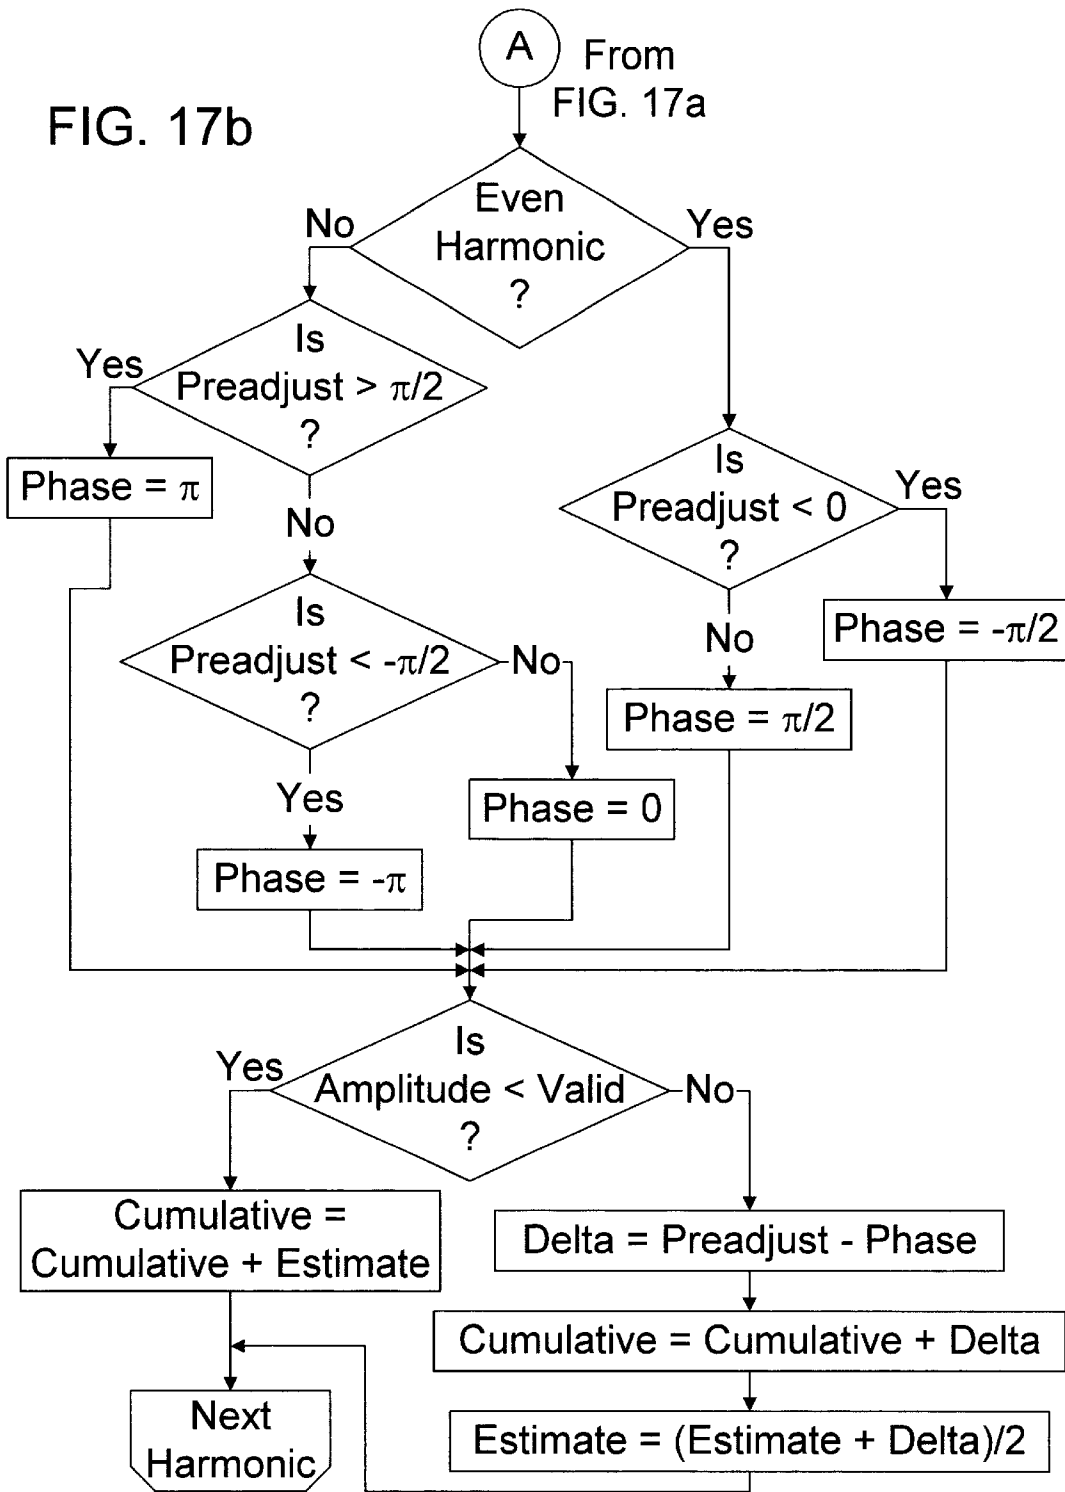 A
From
FIG. 17a
FIG. 17b
Even
Harmonic
?
No
Yes
Is
Preadjust > π/2
?
Yes
Phase = π
No
Is
Preadjust < 0
?
Yes
Is
Preadjust < -π/2
?
No
No
Phase = -π/2
Phase = π/2
Yes
Phase = 0
Phase = -π
Is
Amplitude < Valid
?
Yes
No
Cumulative =
Cumulative + Estimate
Delta = Preadjust - Phase
Cumulative = Cumulative + Delta
Next
Harmonic
Estimate = (Estimate + Delta)/2